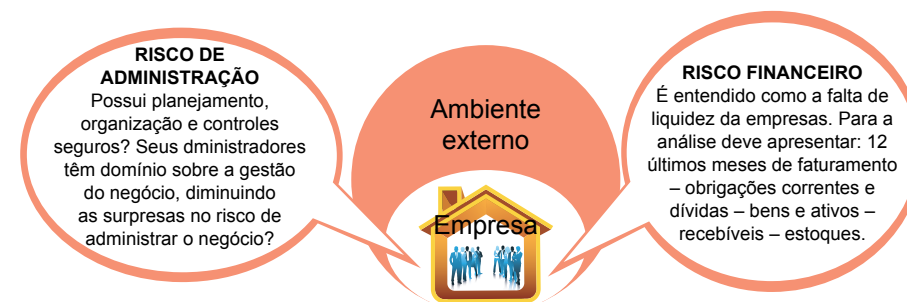 RISCO DE
ADMINISTRAÇÃO
Possui planejamento,
organização e controles
seguros? Seus dministradores
têm domínio sobre a gestão
do negócio, diminuindo
as surpresas no risco de
administrar o negócio?
Ambiente
externo
Empresa
RISCO FINANCEIRO
É entendido como a falta de
liquidez da empresas. Para a
análise deve apresentar: 12
últimos meses de faturamento
– obrigações correntes e
dívidas – bens e ativos –
recebíveis – estoques.